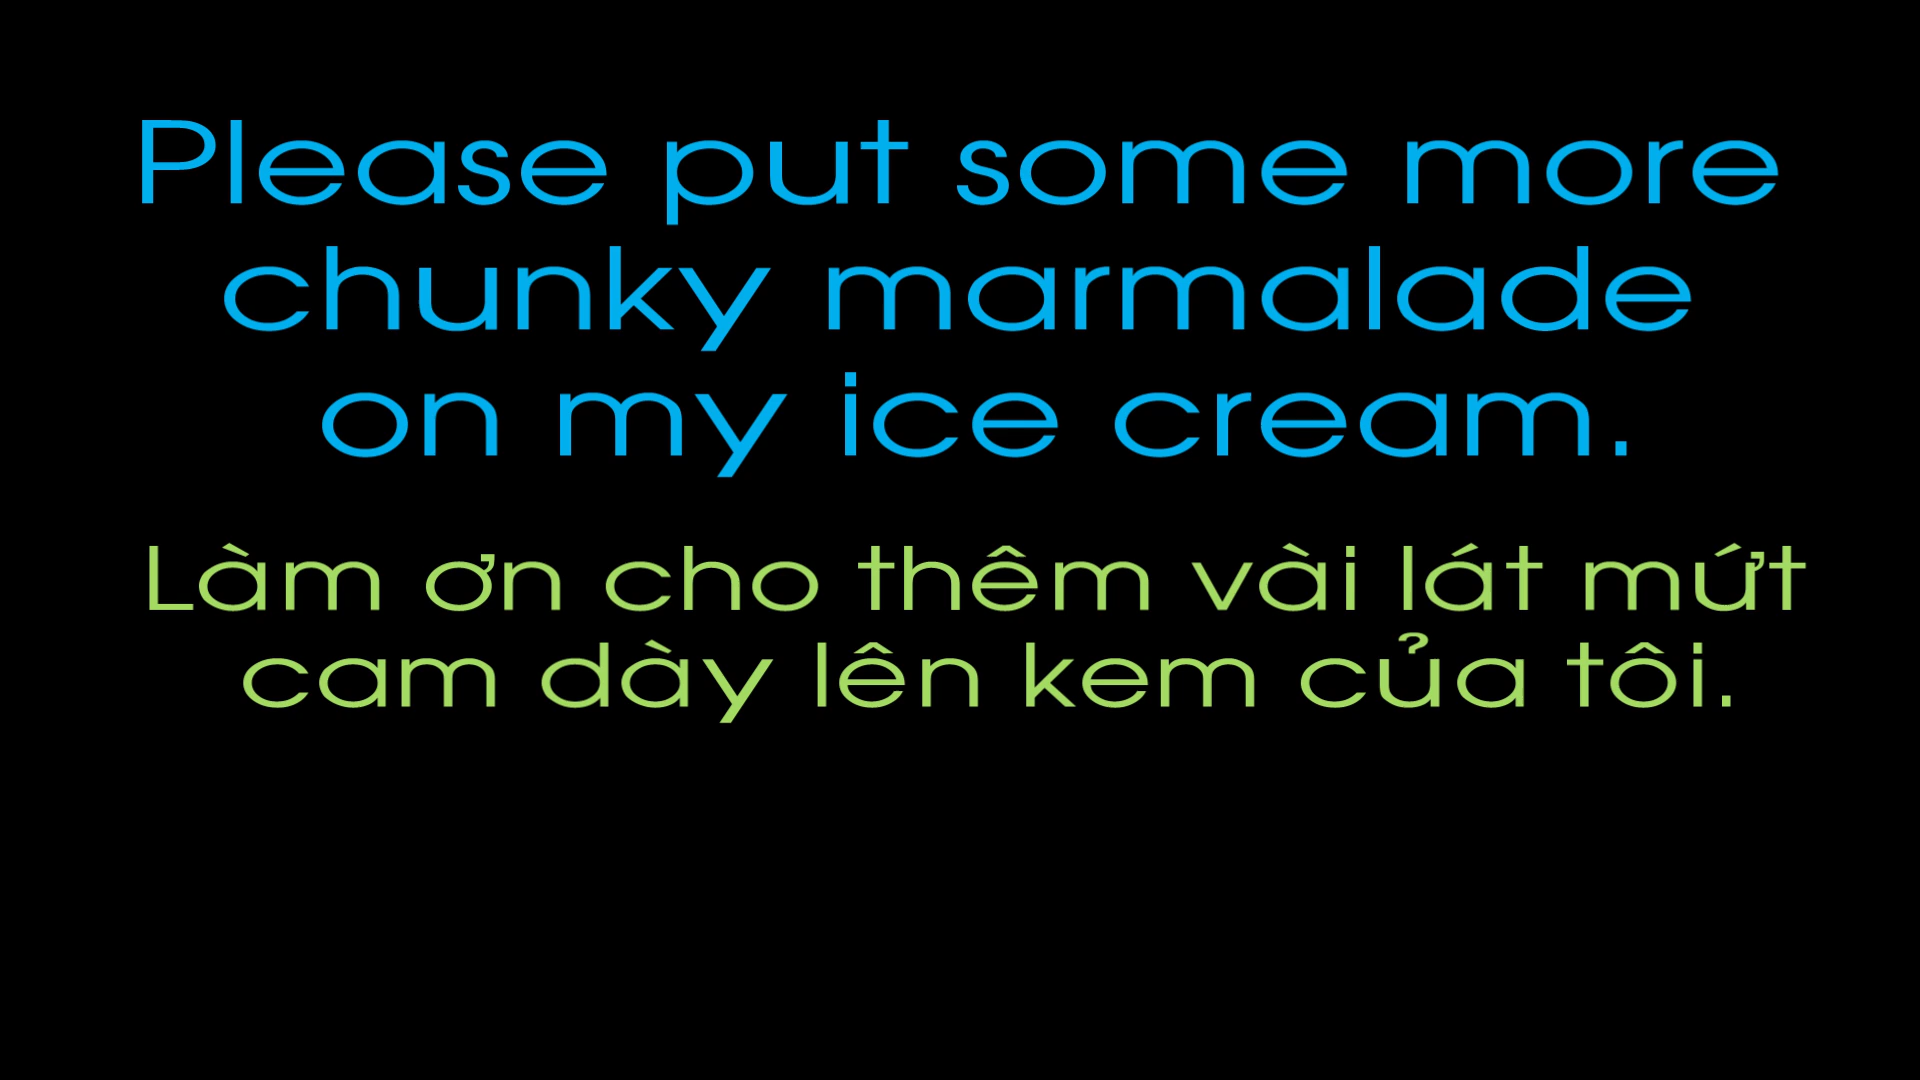 Please put some more
chunky marmalade
on my ice cream.
Làm ơn cho thêm vài lát mứt
cam dày lên kem của tôi.